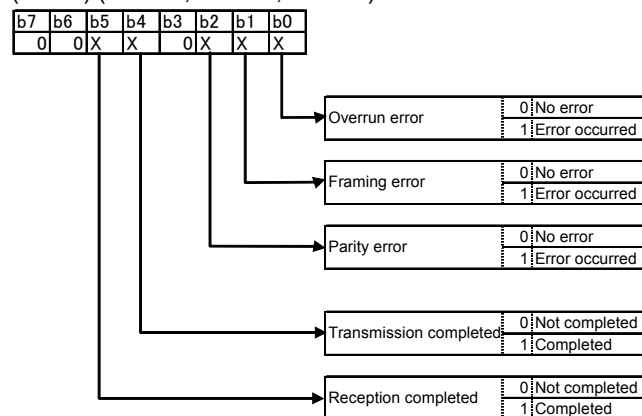 b7 b6 b5 b4 b3 b2 b1 b0
0 0 X X 0 X X X
Overrun error 0 No error
1 Error occurred
Framing error 0 No error
1 Error occurred
Parity error 0 No error
1 Error occurred
Transmission completed 0 Not completed
1 Completed
Reception completed 0 Not completed
1 Completed